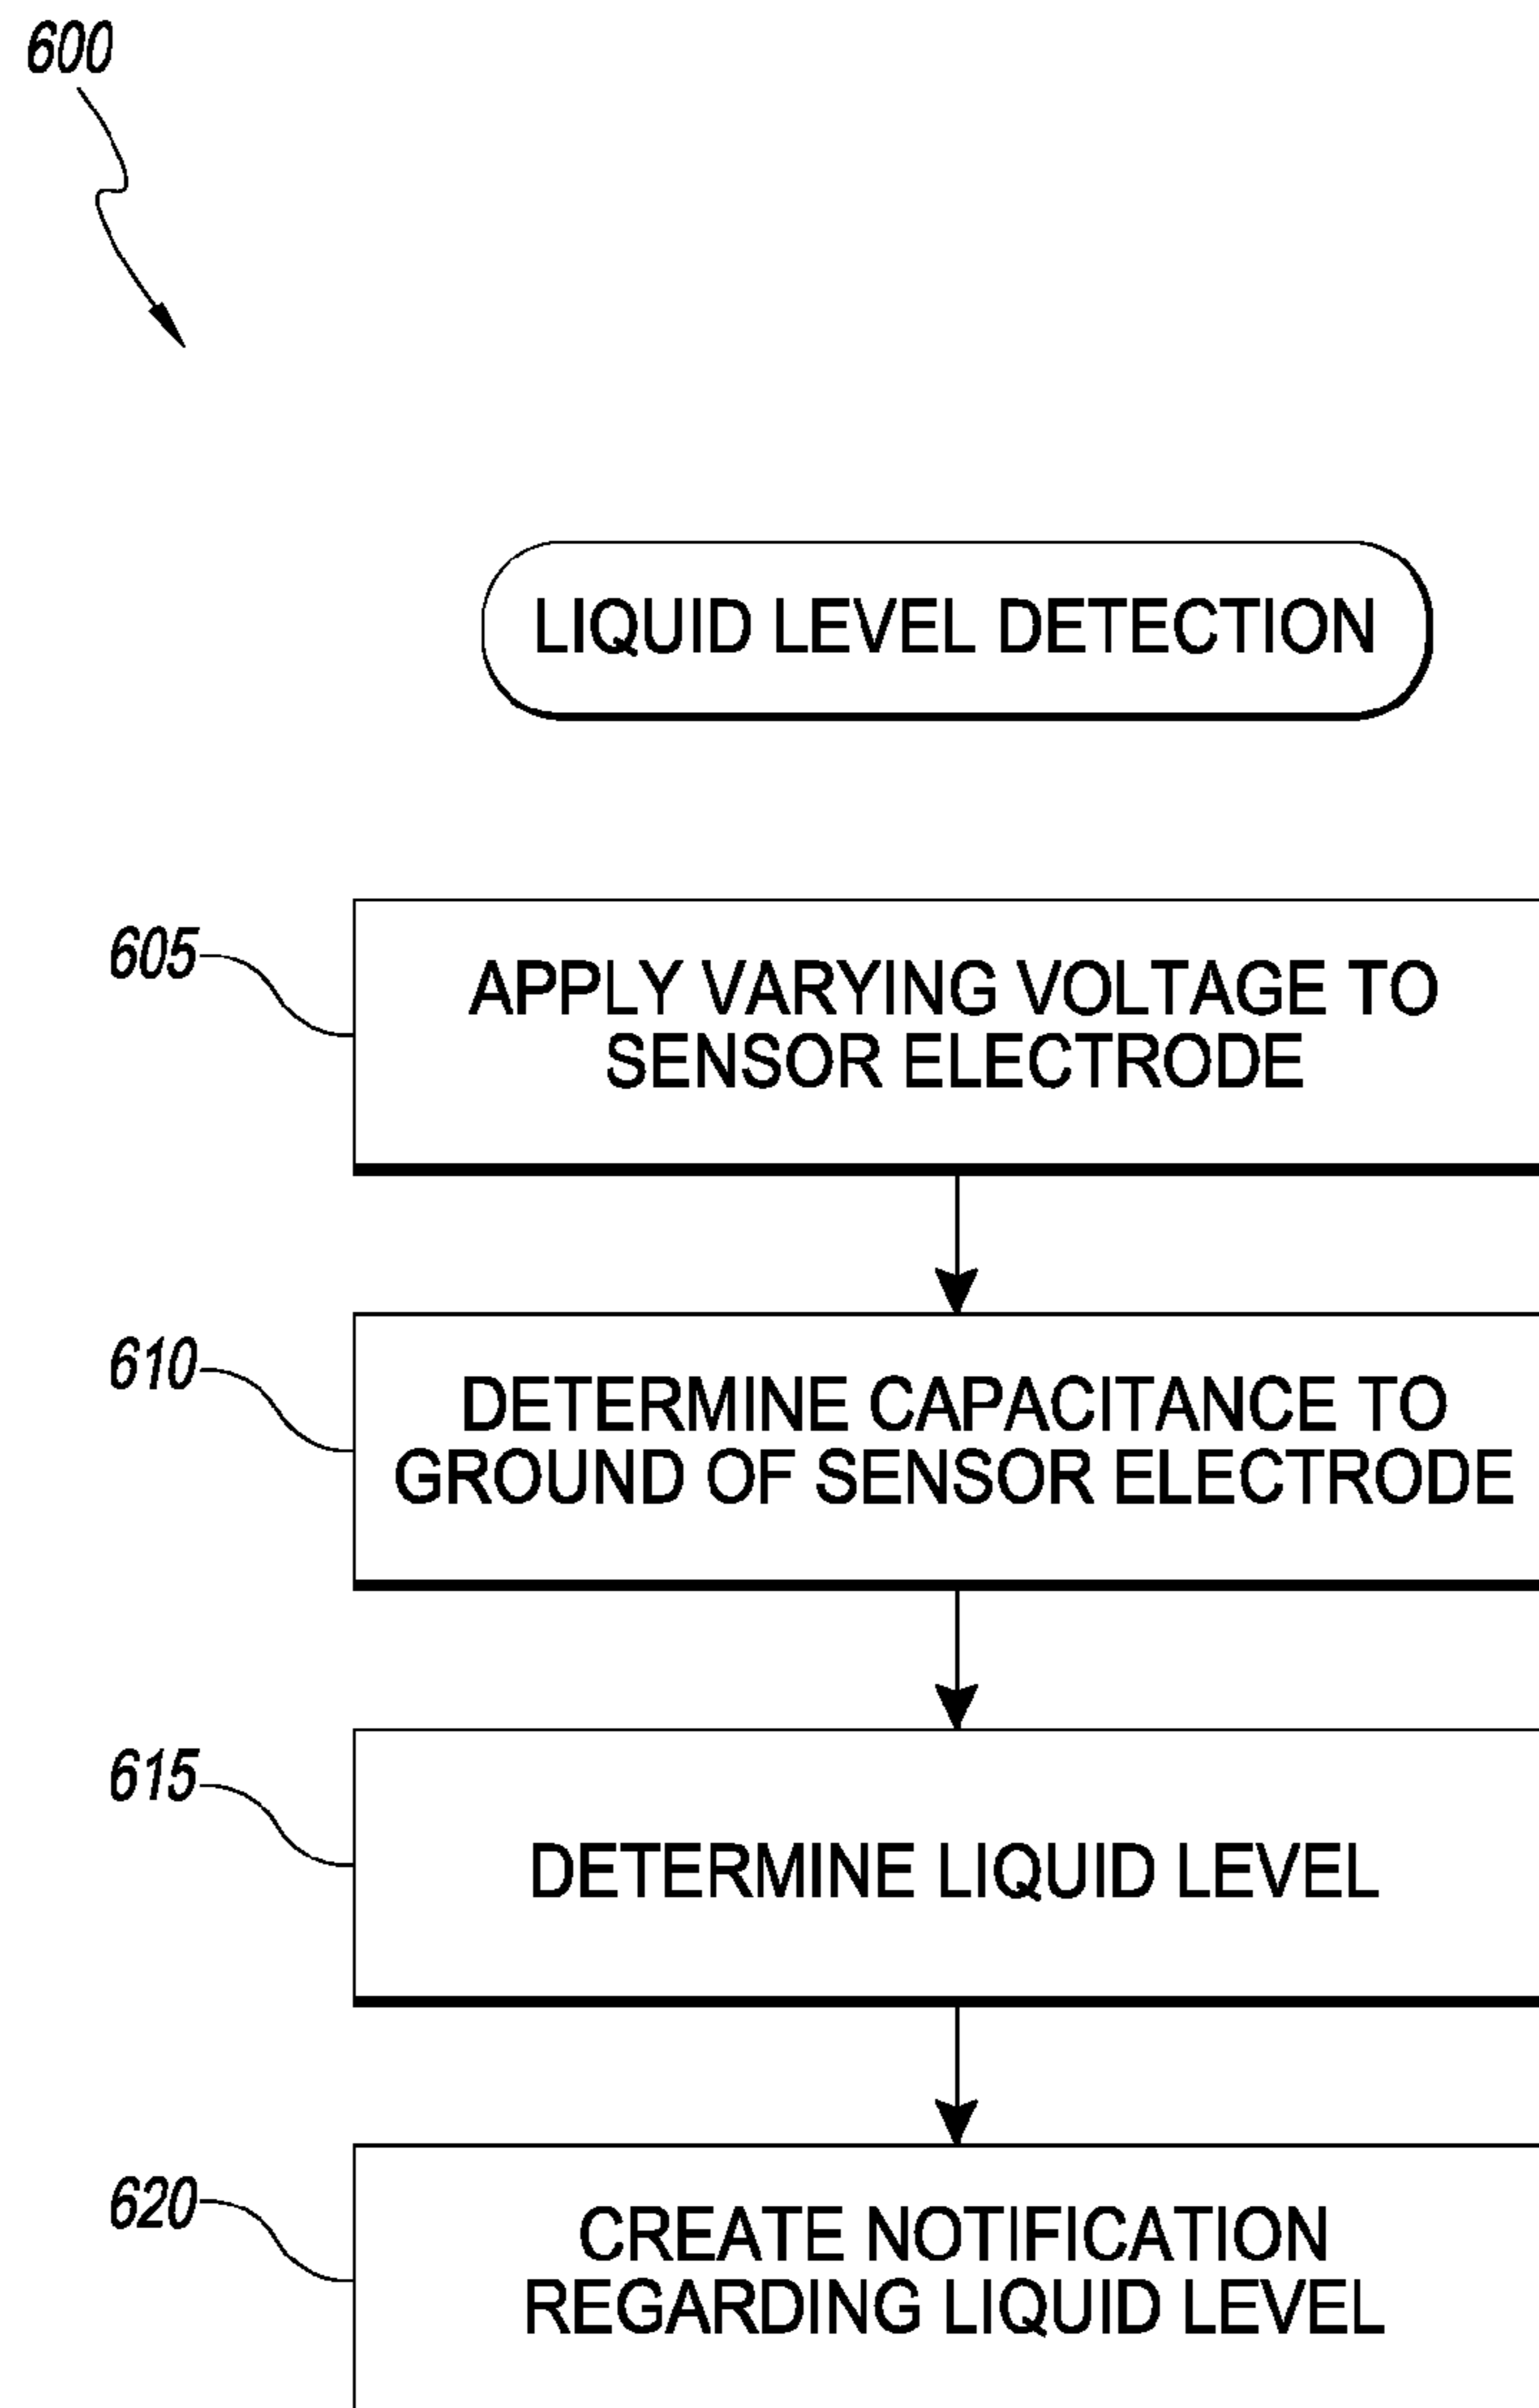 600
LIQUID LEVEL DETECTION
605
APPLY VARYING VOLTAGE TO
SENSOR ELECTRODE
610
DETERMINE CAPACITANCE TO
GROUND OF SENSOR ELECTRODE
615
DETERMINE LIQUID LEVEL
620
CREATE NOTIFICATION
REGARDING LIQUID LEVEL